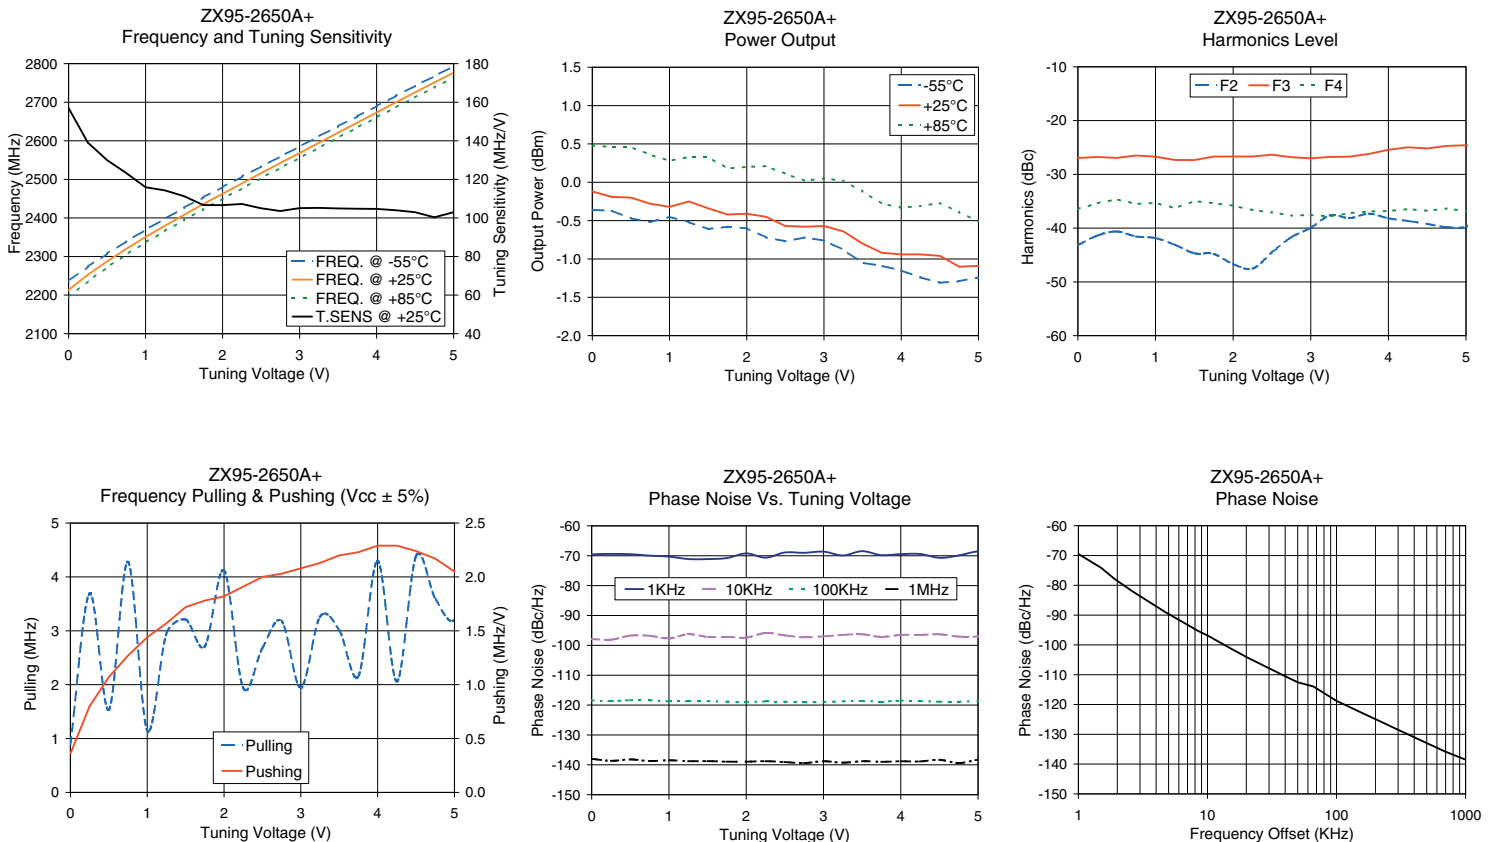 ZX95-2650A+
Frequency and Tuning Sensitivity
2800
2700
2600
2500
2400
2300
2200
2100
180
160
140
120
100
80
60
40
0
1
2
3
4
5
Frequency (MHz)
Tuning Sensitivity (MHz/V)
Tuning Voltage (V)
FREQ. @ -55°C
FREQ. @ +25°C
FREQ. @ +85°C
T.SENS @ +25°C
ZX95-2650A+
Power Output
1.5
1.0
0.5
0.0
-0.5
-1.0
-1.5
-2.0
0
1
2
3
4
5
Output Power (dBm)
Tuning Voltage (V)
-55°C
+25°C
+85°C
ZX95-2650A+
Harmonics Level
-10
-20
-30
-40
-50
-60
0
1
2
3
4
5
Harmonics (dBc)
Tuning Voltage (V)
F2 F3 F4
ZX95-2650A+
Frequency Pulling & Pushing (Vcc ± 5%)
5
4
3
2
1
0
2.5
2.0
1.5
1.0
0.5
0.0
0
1
2
3
4
5
Pulling (MHz)
Pushing (MHz/V)
Tuning Voltage (V)
Pulling
Pushing
ZX95-2650A+
Phase Noise Vs. Tuning Voltage
-60
-70
-80
-90
-100
-110
-120
-130
-140
-150
0
1
2
3
4
5
Phase Noise (dBc/Hz)
Tuning Voltage (V)
1KHz 10KHz 100KHz 1MHz
ZX95-2650A+
Phase Noise
-60
-70
-80
-90
-100
-110
-120
-130
-140
-150
1
10
100
1000
Phase Noise (dBc/Hz)
Frequency Offset (KHz)